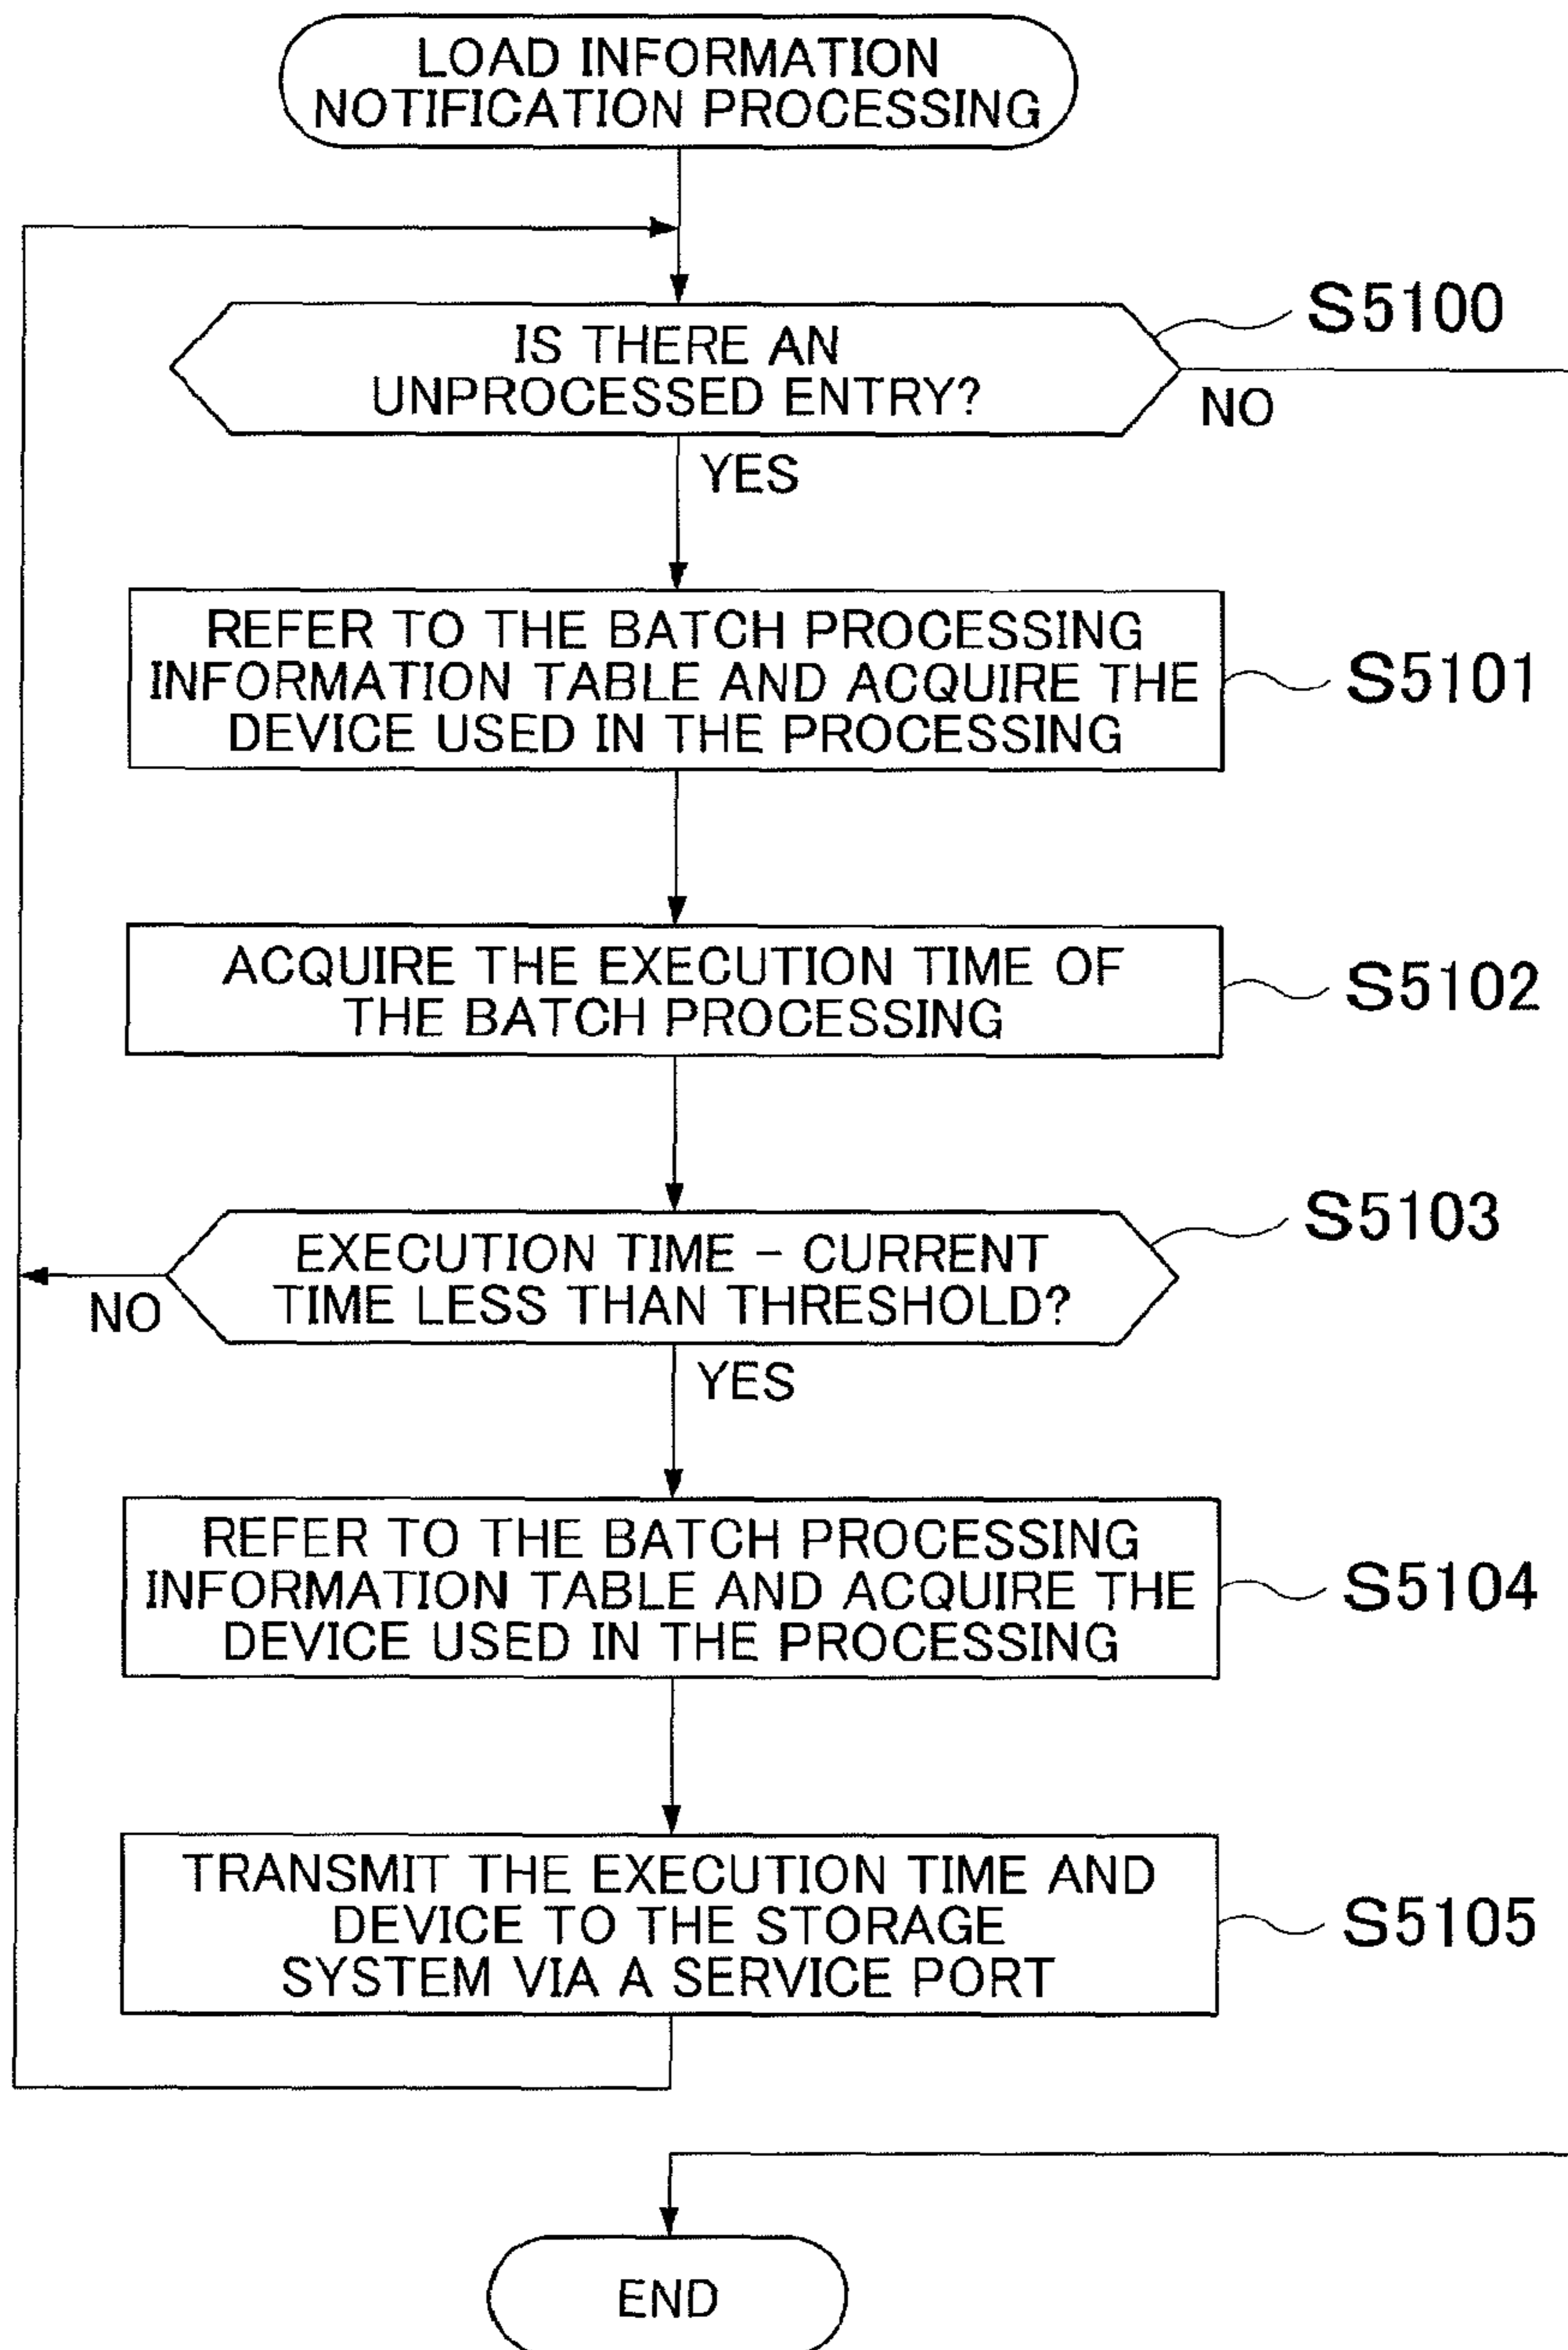 LOAD INFORMATION
NOTIFICATION PROCESSING
S5100
IS THERE AN
UNPROCESSED ENTRY?
NO
YES
REFER TO THE BATCH PROCESSING
INFORMATION TABLE AND ACQUIRE THE
DEVICE USED IN THE PROCESSING
S5101
ACQUIRE THE EXECUTION TIME OF
THE BATCH PROCESSING
S5102
S5103
EXECUTION TIME – CURRENT
TIME LESS THAN THRESHOLD?
NO
YES
REFER TO THE BATCH PROCESSING
INFORMATION TABLE AND ACQUIRE THE
DEVICE USED IN THE PROCESSING
S5104
TRANSMIT THE EXECUTION TIME AND
DEVICE TO THE STORAGE
SYSTEM VIA A SERVICE PORT
S5105
END